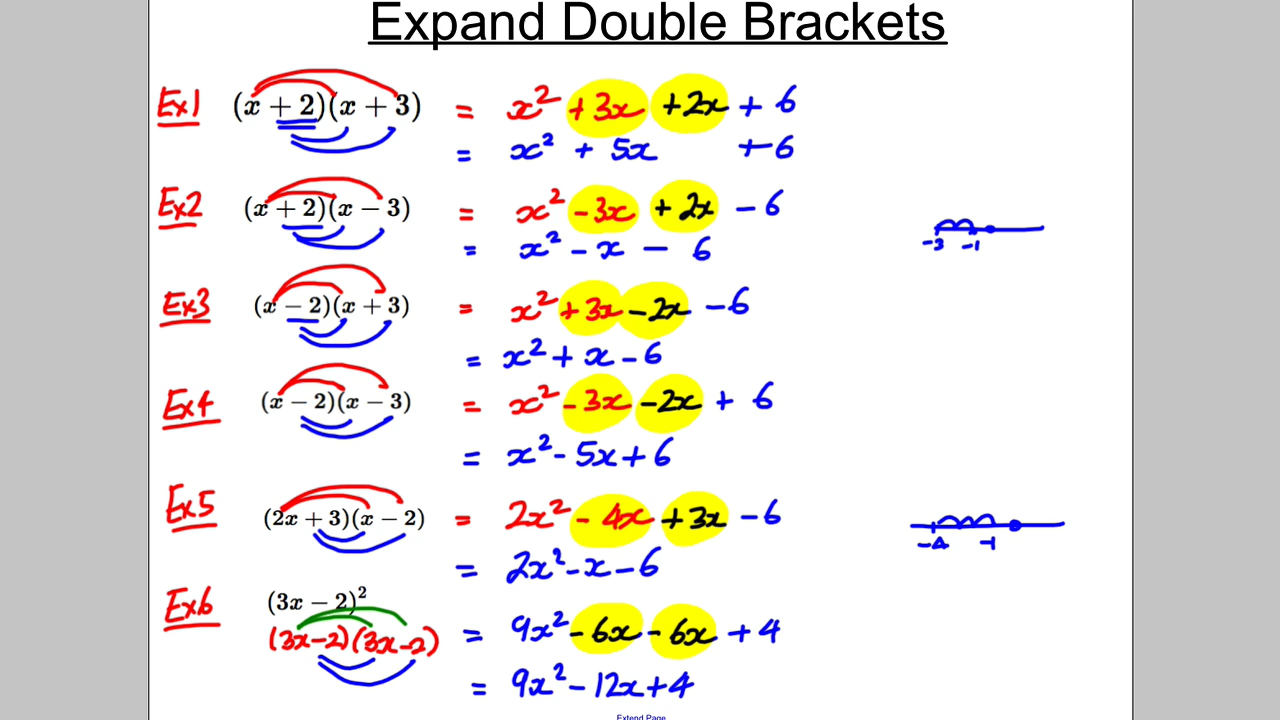 Expand Double Brackets
Ex1 (x + 2)(x + 3) = x² + 3x + 2x + 6
= x² + 5x + 6
Ex2 (x + 2)(x − 3) = x² - 3x + 2x - 6
= x² - x - 6
-3 -1
Ex3 (x − 2)(x + 3) = x² + 3x - 2x - 6
= x² + x - 6
Ex4 (x − 2)(x − 3) = x² - 3x - 2x + 6
= x² - 5x + 6
Ex5 (2x + 3)(x − 2) = 2x² - 4x + 3x - 6
-4 -1
= 2x² - x - 6
Ex6 (3x − 2)²
(3x-2)(3x-2) = 9x² - 6x - 6x + 4
= 9x² - 12x + 4
Extend Page